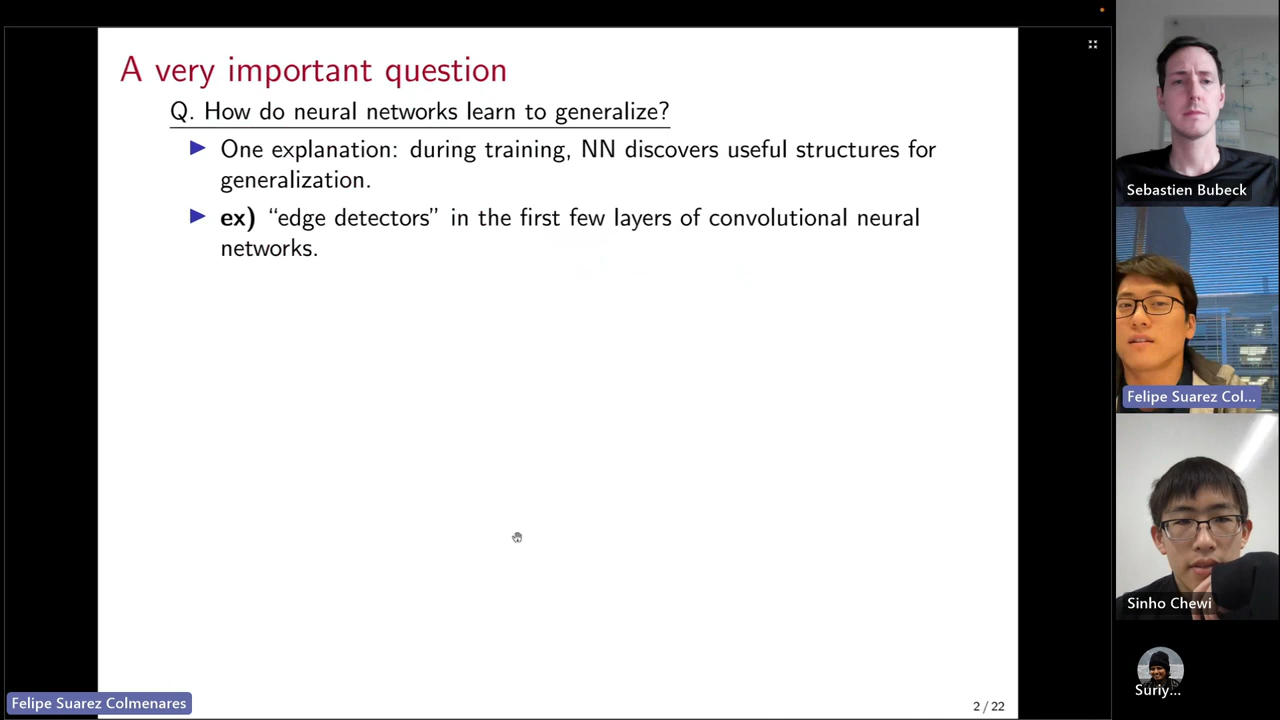 A very important question
Q. How do neural networks learn to generalize?
One explanation: during training, NN discovers useful structures for
generalization.
ex) “edge detectors” in the first few layers of convolutional neural
networks.
2 / 22
Felipe Suarez Colmenares
Sebastien Bubeck
Felipe Suarez Col...
Sinho Chewi
Suriy...